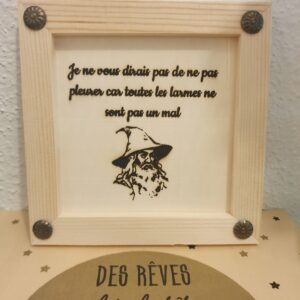 Je ne vous dirais pas de ne pas
pleurer car toutes les larmes ne
sont pas un mal
DES RÊVES